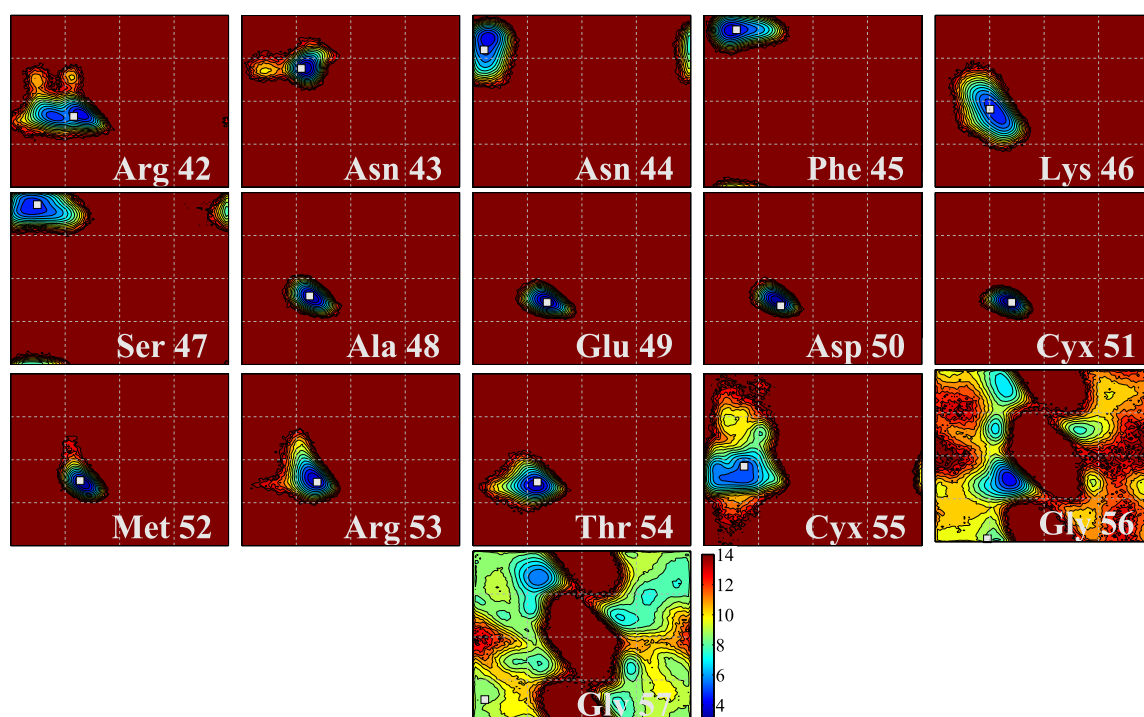 Arg 42
Asn 43
Asn 44
Phe 45
Lys 46
Ser 47
Ala 48
Glu 49
Asp 50
Cyx 51
Met 52
Arg 53
Thr 54
Cyx 55
Gly 56
Gly 57
14
12
10
8
6
4